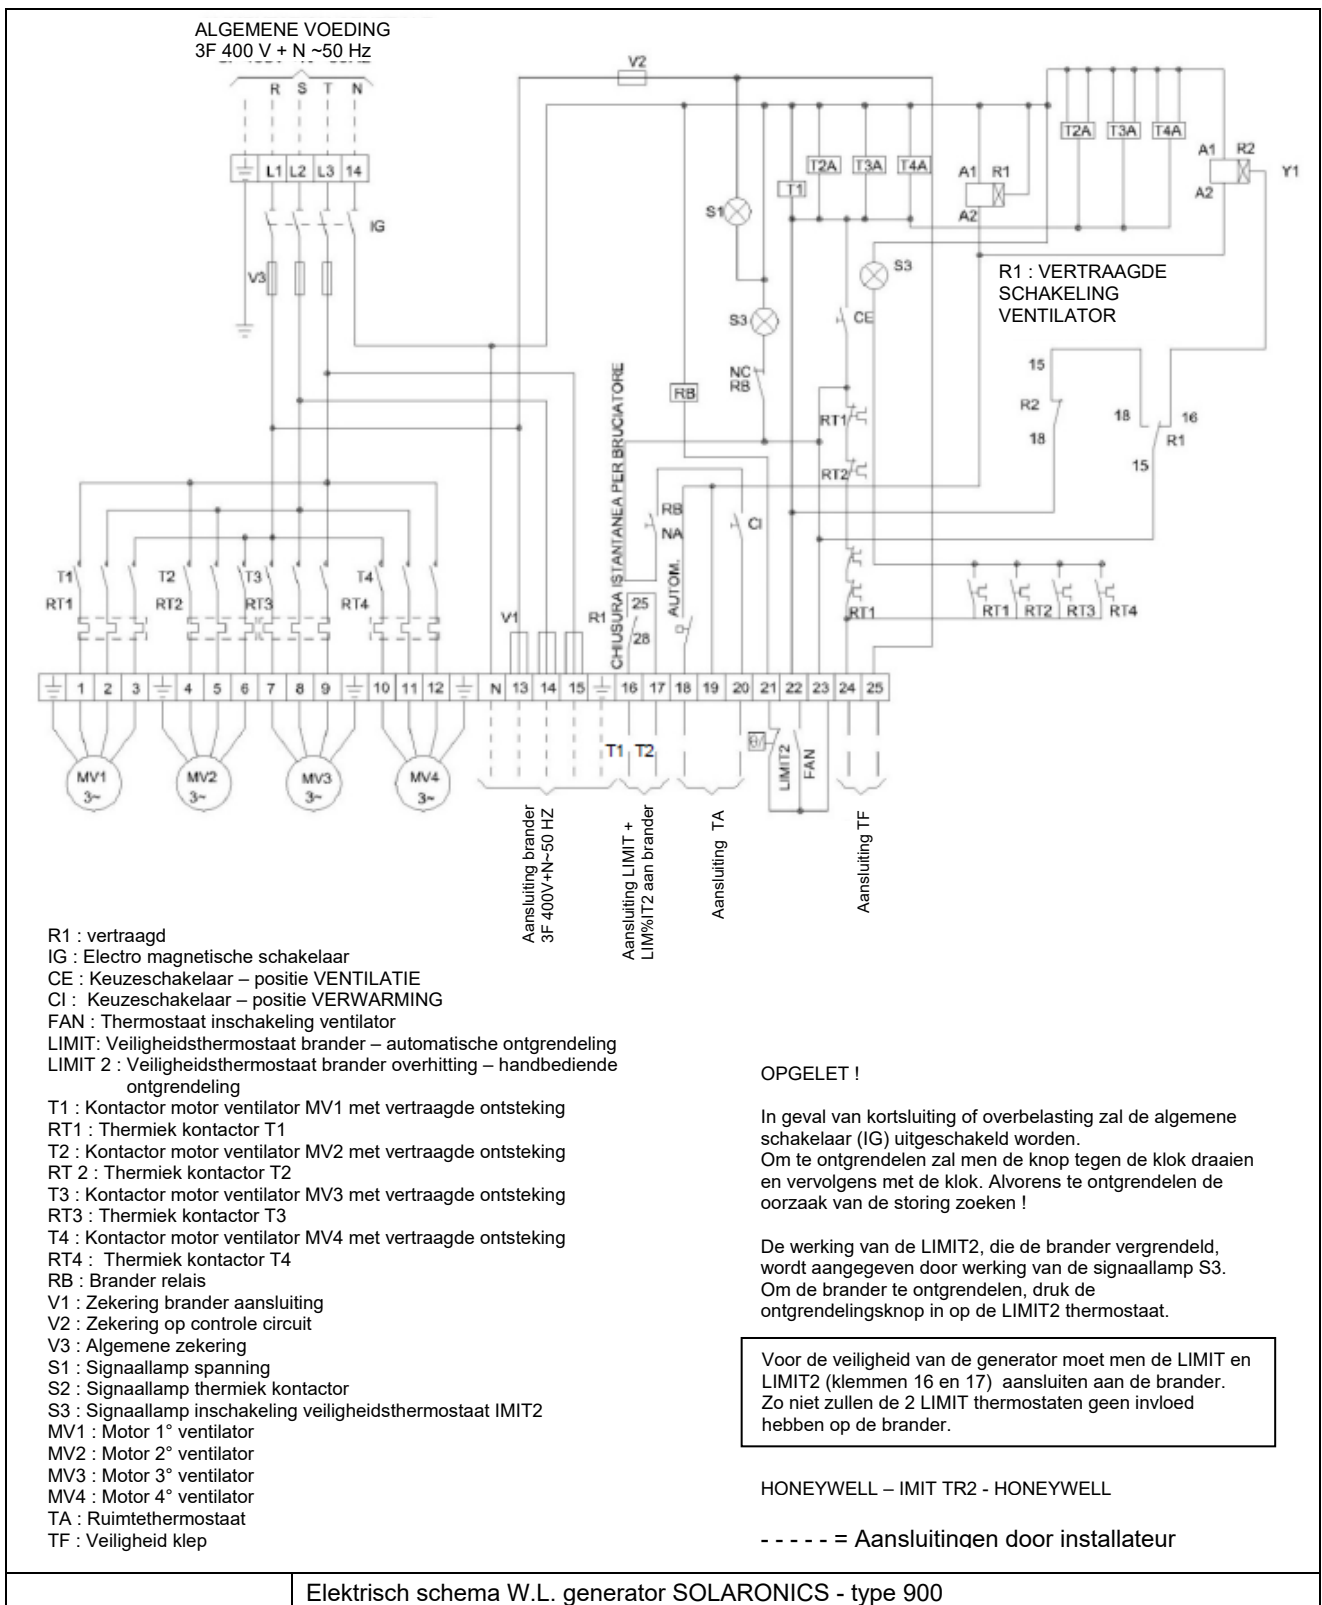 ALGEMENE VOEDING
3F 400 V + N ~50 Hz
R S T N
V2
L1 L2 L3 14
IG
V3
S1
T1
T2A T3A T4A
A1 R1
A2
T2A T3A T4A
A1 R2
A2
Y1
S3
S3
CE
R1 : VERTRAAGDE
SCHAKELING
VENTILATOR
NC
RB
RB
RT1
RT2
15
R2
18
18
16
R1
15
CHIUSURA ISTANTANEA PER BRUCIATORE
RB
NA
CI
AUTOM.
T1 T2 T3 T4
RT1 RT2 RT3 RT4
V1
R1
25
28
RT1
RT1 RT2 RT3 RT4
1 2 3 4 5 6 7 8 9 10 11 12 N 13 14 15 16 17 18 19 20 21 22 23 24 25
T1 T2
LIMIT2
FAN
MV1
3~
MV2
3~
MV3
3~
MV4
3~
Aansluiting brander
3F 400V+N~50 HZ
Aansluiting LIMIT +
LIM%IT2 aan brander
Aansluiting TA
Aansluiting TF
R1 : vertraagd
IG : Electro magnetische schakelaar
CE : Keuzeschakelaar – positie VENTILATIE
CI : Keuzeschakelaar – positie VERWARMING
FAN : Thermostaat inschakeling ventilator
LIMIT: Veiligheidsthermostaat brander – automatische ontgrendeling
LIMIT 2 : Veiligheidsthermostaat brander overhitting – handbediende
ontgrendeling
T1 : Kontactor motor ventilator MV1 met vertraagde ontsteking
RT1 : Thermiek kontactor T1
T2 : Kontactor motor ventilator MV2 met vertraagde ontsteking
RT 2 : Thermiek kontactor T2
T3 : Kontactor motor ventilator MV3 met vertraagde ontsteking
RT3 : Thermiek kontactor T3
T4 : Kontactor motor ventilator MV4 met vertraagde ontsteking
RT4 : Thermiek kontactor T4
RB : Brander relais
V1 : Zekering brander aansluiting
V2 : Zekering op controle circuit
V3 : Algemene zekering
S1 : Signaallamp spanning
S2 : Signaallamp thermiek kontactor
S3 : Signaallamp inschakeling veiligheidsthermostaat IMIT2
MV1 : Motor 1° ventilator
MV2 : Motor 2° ventilator
MV3 : Motor 3° ventilator
MV4 : Motor 4° ventilator
TA : Ruimtethermostaat
TF : Veiligheid klep
OPGELET !
In geval van kortsluiting of overbelasting zal de algemene
schakelaar (IG) uitgeschakeld worden.
Om te ontgrendelen zal men de knop tegen de klok draaien
en vervolgens met de klok. Alvorens te ontgrendelen de
oorzaak van de storing zoeken !
De werking van de LIMIT2, die de brander vergrendeld,
wordt aangegeven door werking van de signaallamp S3.
Om de brander te ontgrendelen, druk de
ontgrendelingsknop in op de LIMIT2 thermostaat.
Voor de veiligheid van de generator moet men de LIMIT en
LIMIT2 (klemmen 16 en 17) aansluiten aan de brander.
Zo niet zullen de 2 LIMIT thermostaten geen invloed
hebben op de brander.
HONEYWELL – IMIT TR2 - HONEYWELL
- - - - - = Aansluitingen door installateur
Elektrisch schema W.L. generator SOLARONICS - type 900